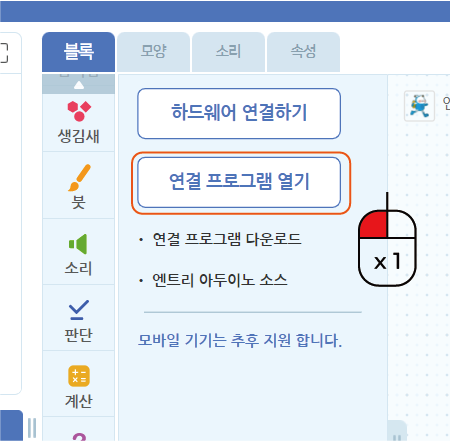 블록
모양
소리
속성
하드웨어 연결하기
생김새
연결 프로그램 열기
붓
• 연결 프로그램 다운로드
소리
• 엔트리 아두이노 소스
x 1
판단
모바일 기기는 추후 지원 합니다.
계산